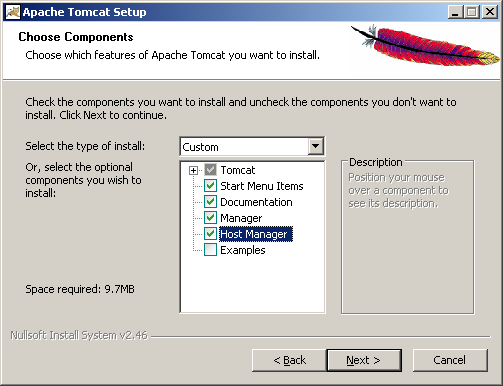 Apache Tomcat Setup
Choose Components
Choose which features of Apache Tomcat you want to install.
Check the components you want to install and uncheck the components you don't want to
install. Click Next to continue.
Select the type of install:
Custom
Or, select the optional
components you wish to
install:
Tomcat
Start Menu Items
Documentation
Manager
Host Manager
Examples
Description
Position your mouse
over a component to
see its description.
Space required: 9.7MB
Nullsoft Install System v2.46
< Back
Next >
Cancel